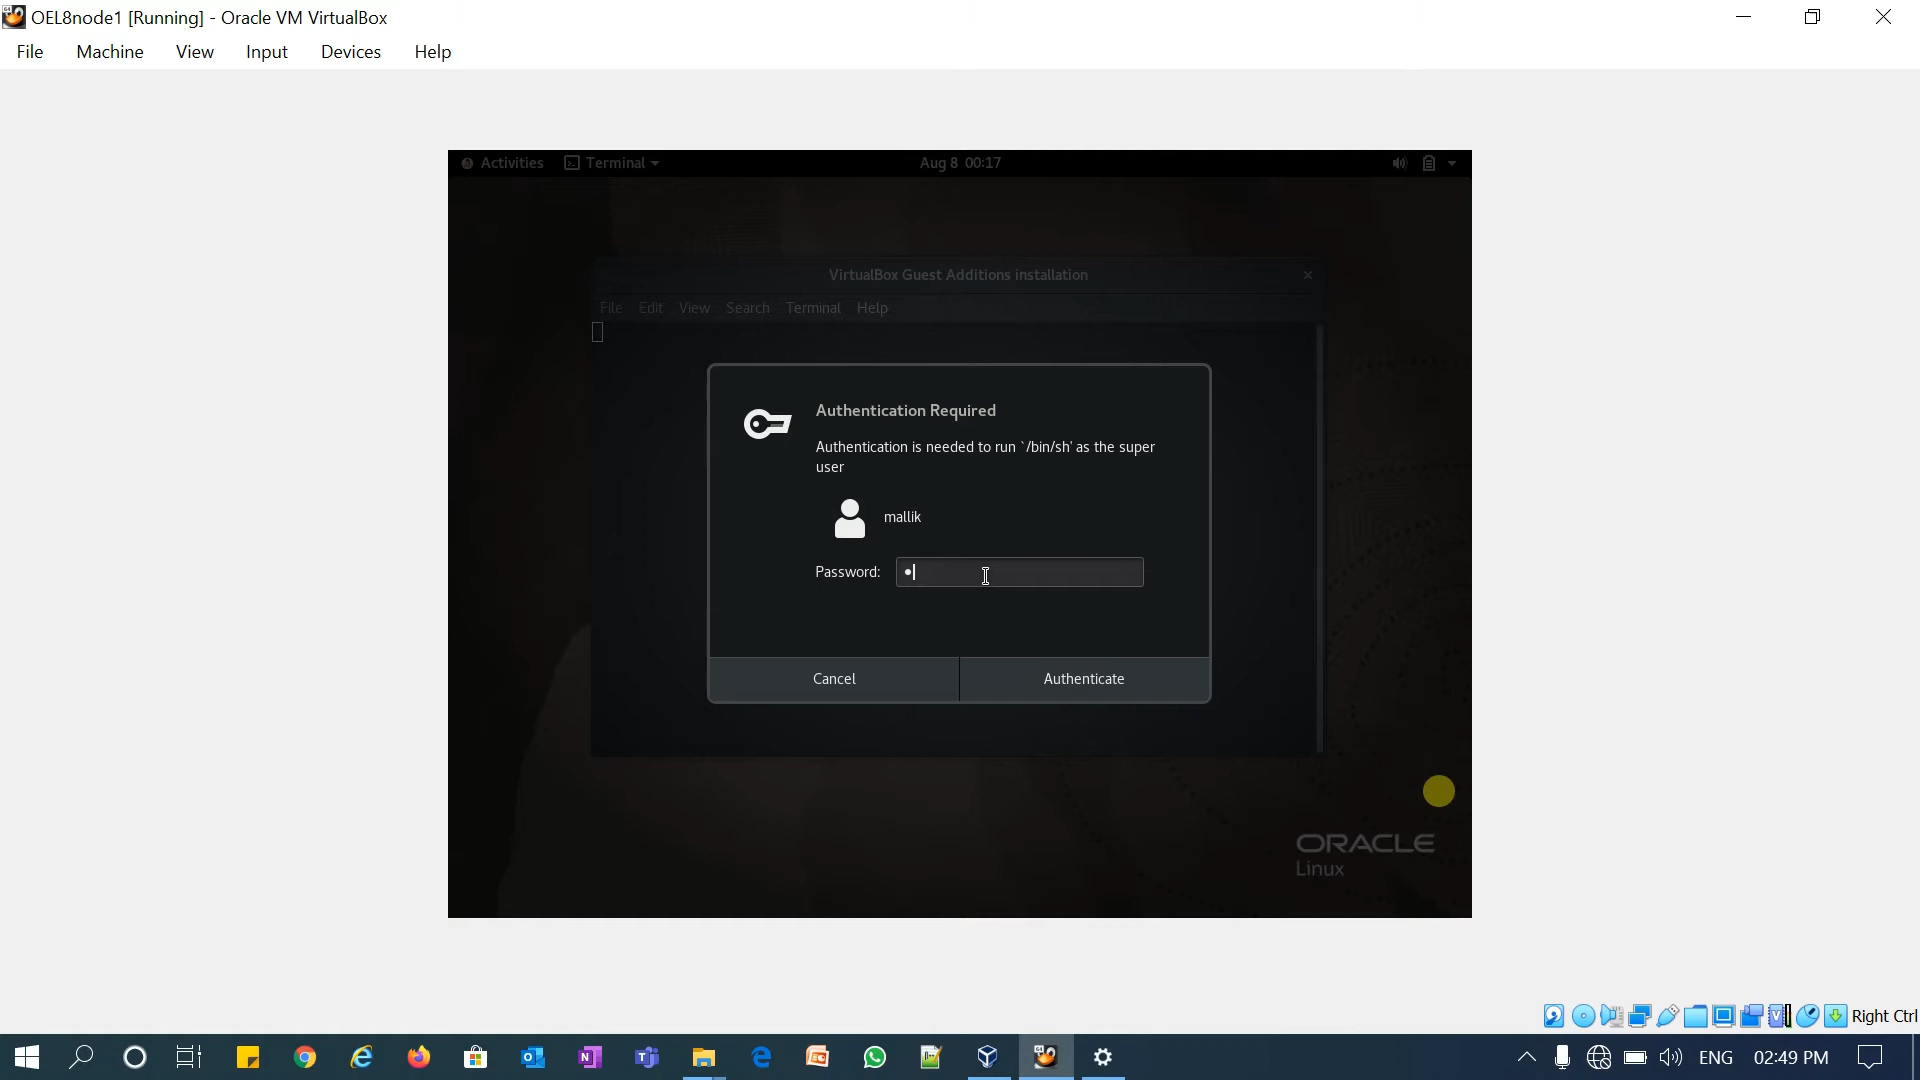 OEL8node1 [Running] - Oracle VM VirtualBox
File Machine View Input Devices Help
Activities Terminal Aug 8 00:17
VirtualBox Guest Additions installation
File Edit View Search Terminal Help
Authentication Required
Authentication is needed to run `/bin/sh' as the super
user
mallik
Password:
Cancel Authenticate
ORACLE
Linux
Right Ctrl
ENG 02:49 PM